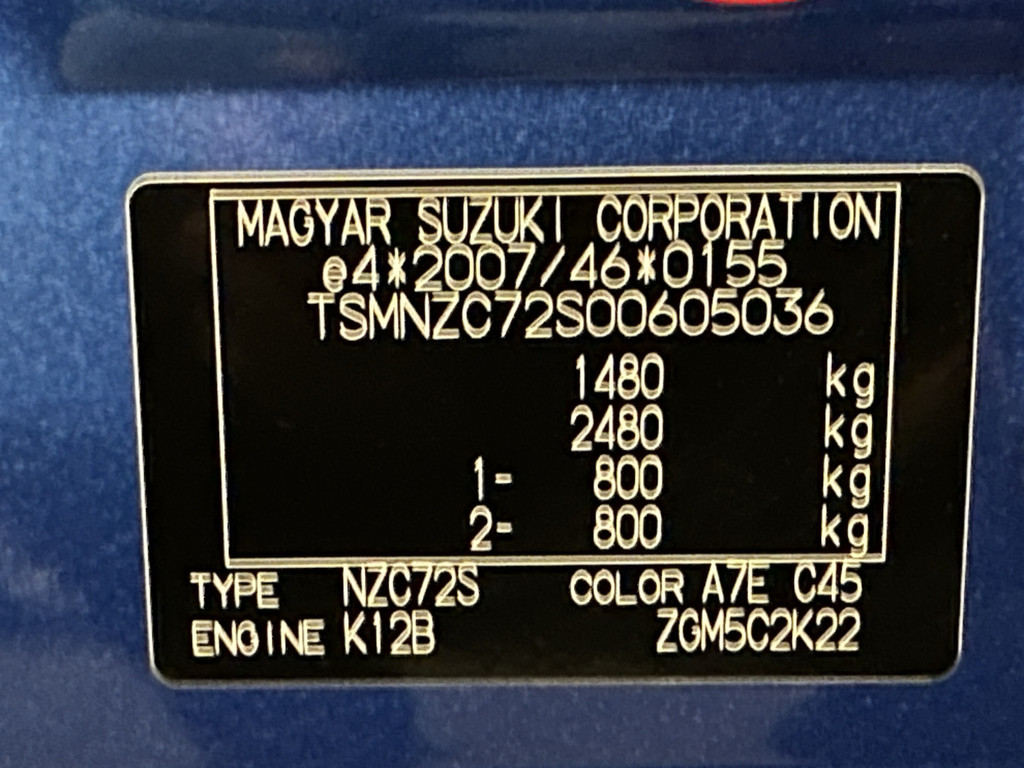 MAGYAR SUZUKI CORPORATION
e4*2007/46*0155
TSMNZC72S00605036
1480 kg
2480 kg
1- 800 kg
2- 800 kg
TYPE NZC72S COLOR A7E C45
ENGINE K12B ZGM5C2K22